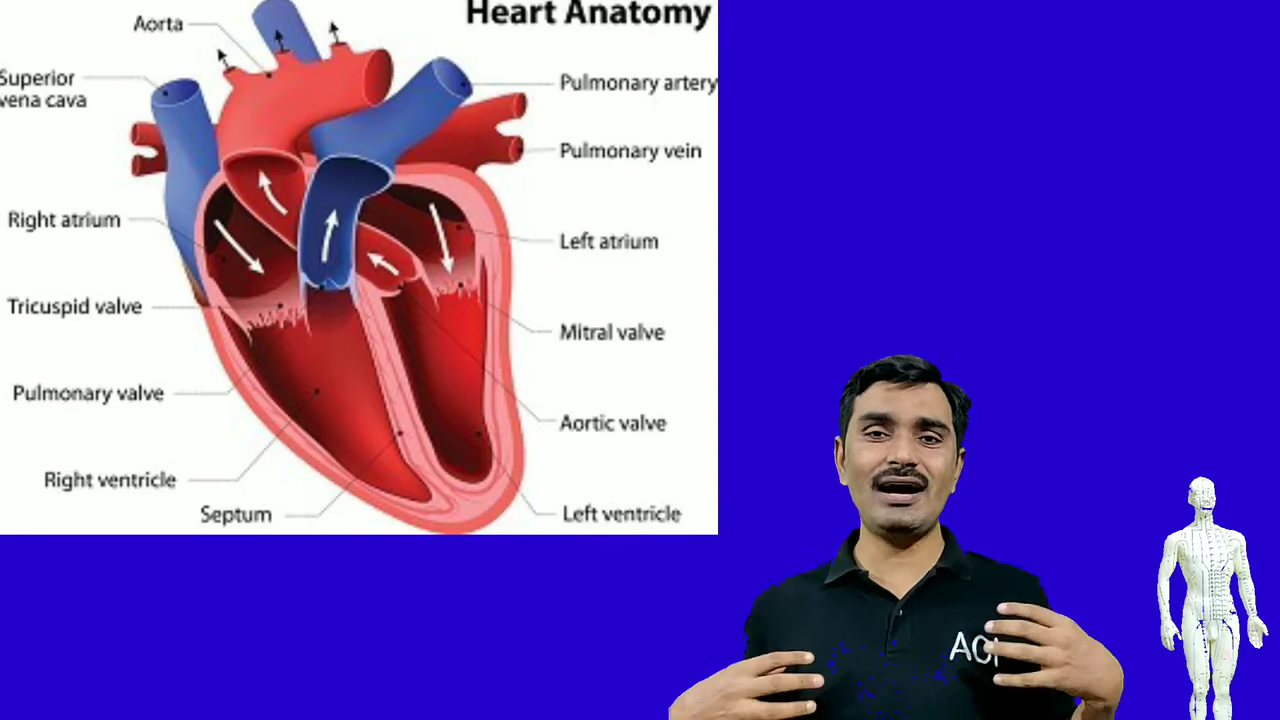 Heart Anatomy
Aorta
Superior
vena cava
Pulmonary artery
Pulmonary vein
Right atrium
Left atrium
Tricuspid valve
Mitral valve
Pulmonary valve
Aortic valve
Right ventricle
Septum
Left ventricle